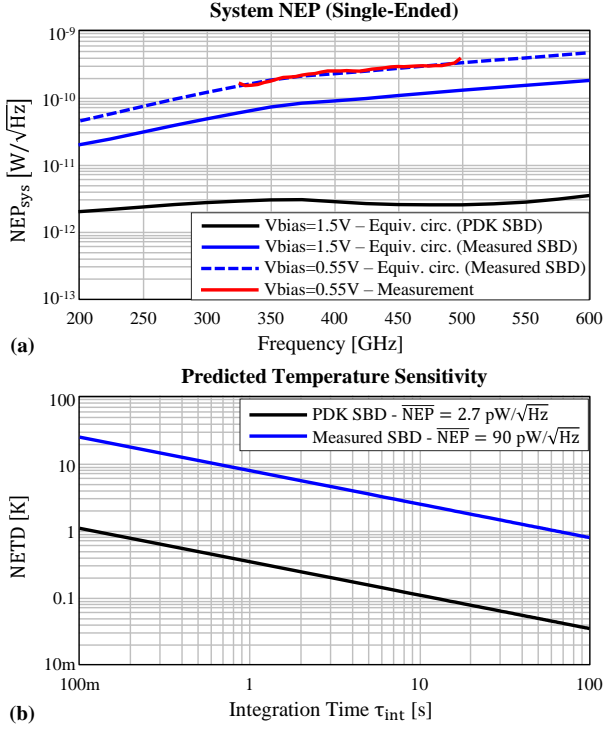 System NEP (Single-Ended)
NEP_sys [W/√Hz]
10^-9
10^-10
10^-11
10^-12
10^-13
Vbias=1.5V – Equiv. circ. (PDK SBD)
Vbias=1.5V – Equiv. circ. (Measured SBD)
Vbias=0.55V – Equiv. circ. (Measured SBD)
Vbias=0.55V – Measurement
200 250 300 350 400 450 500 550 600
(a) Frequency [GHz]
Predicted Temperature Sensitivity
NETD [K]
100
10
1
0.1
10m
PDK SBD - N̅E̅P̅ = 2.7 pW/√Hz
Measured SBD - N̅E̅P̅ = 90 pW/√Hz
100m 1 10 100
(b) Integration Time τ_int [s]